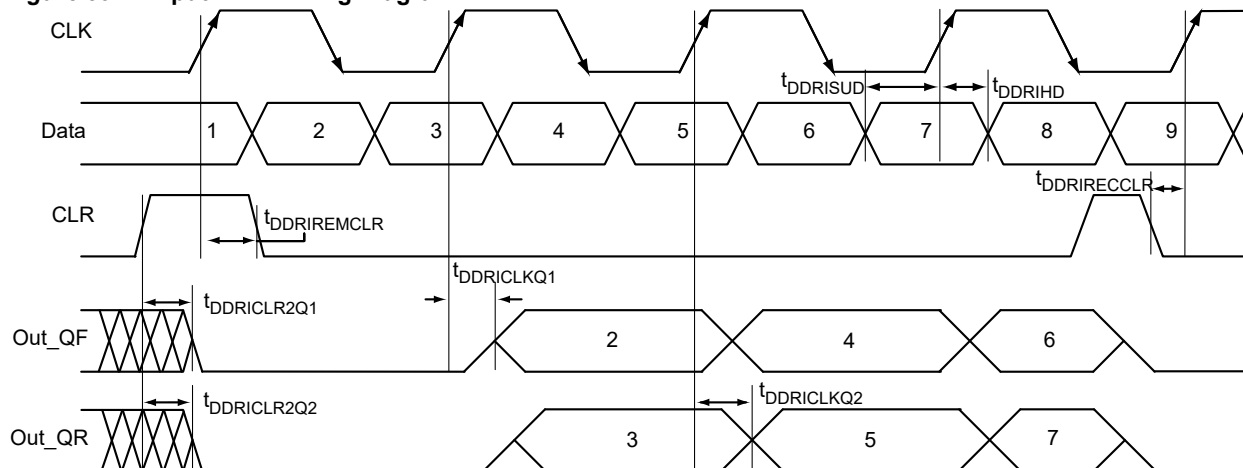 CLK
tDDRISUD
tDDRIHD
Data
1 2 3 4 5 6 7 8 9
tDDRIRECCLR
CLR
tDDRIREMCLR
tDDRICLKQ1
tDDRICLR2Q1
Out_QF
2 4 6
tDDRICLR2Q2
tDDRICLKQ2
Out_QR
3 5 7